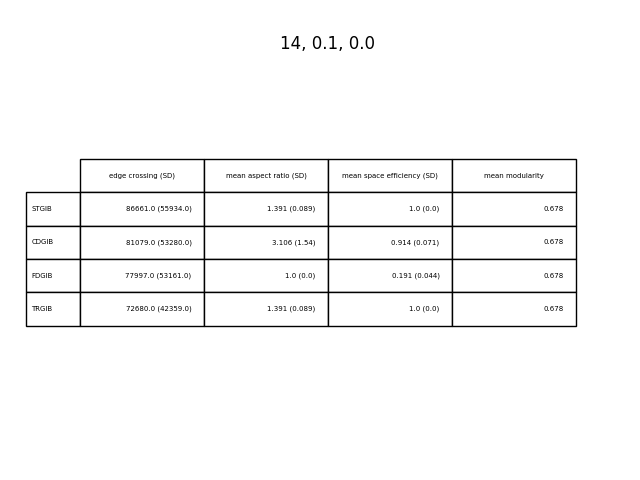 14, 0.1, 0.0
edge crossing (SD) mean aspect ratio (SD) mean space efficiency (SD) mean modularity
STGIB 86661.0 (55934.0) 1.391 (0.089) 1.0 (0.0) 0.678
CDGIB 81079.0 (53280.0) 3.106 (1.54) 0.914 (0.071) 0.678
FDGIB 77997.0 (53161.0) 1.0 (0.0) 0.191 (0.044) 0.678
TRGIB 72680.0 (42359.0) 1.391 (0.089) 1.0 (0.0) 0.678